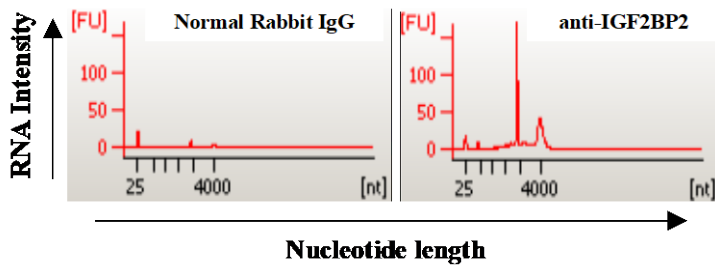 [FU] Normal Rabbit IgG
100
50
0
25 4000 [nt]
[FU] anti-IGF2BP2
100
50
0
25 4000 [nt]
RNA Intensity
Nucleotide length